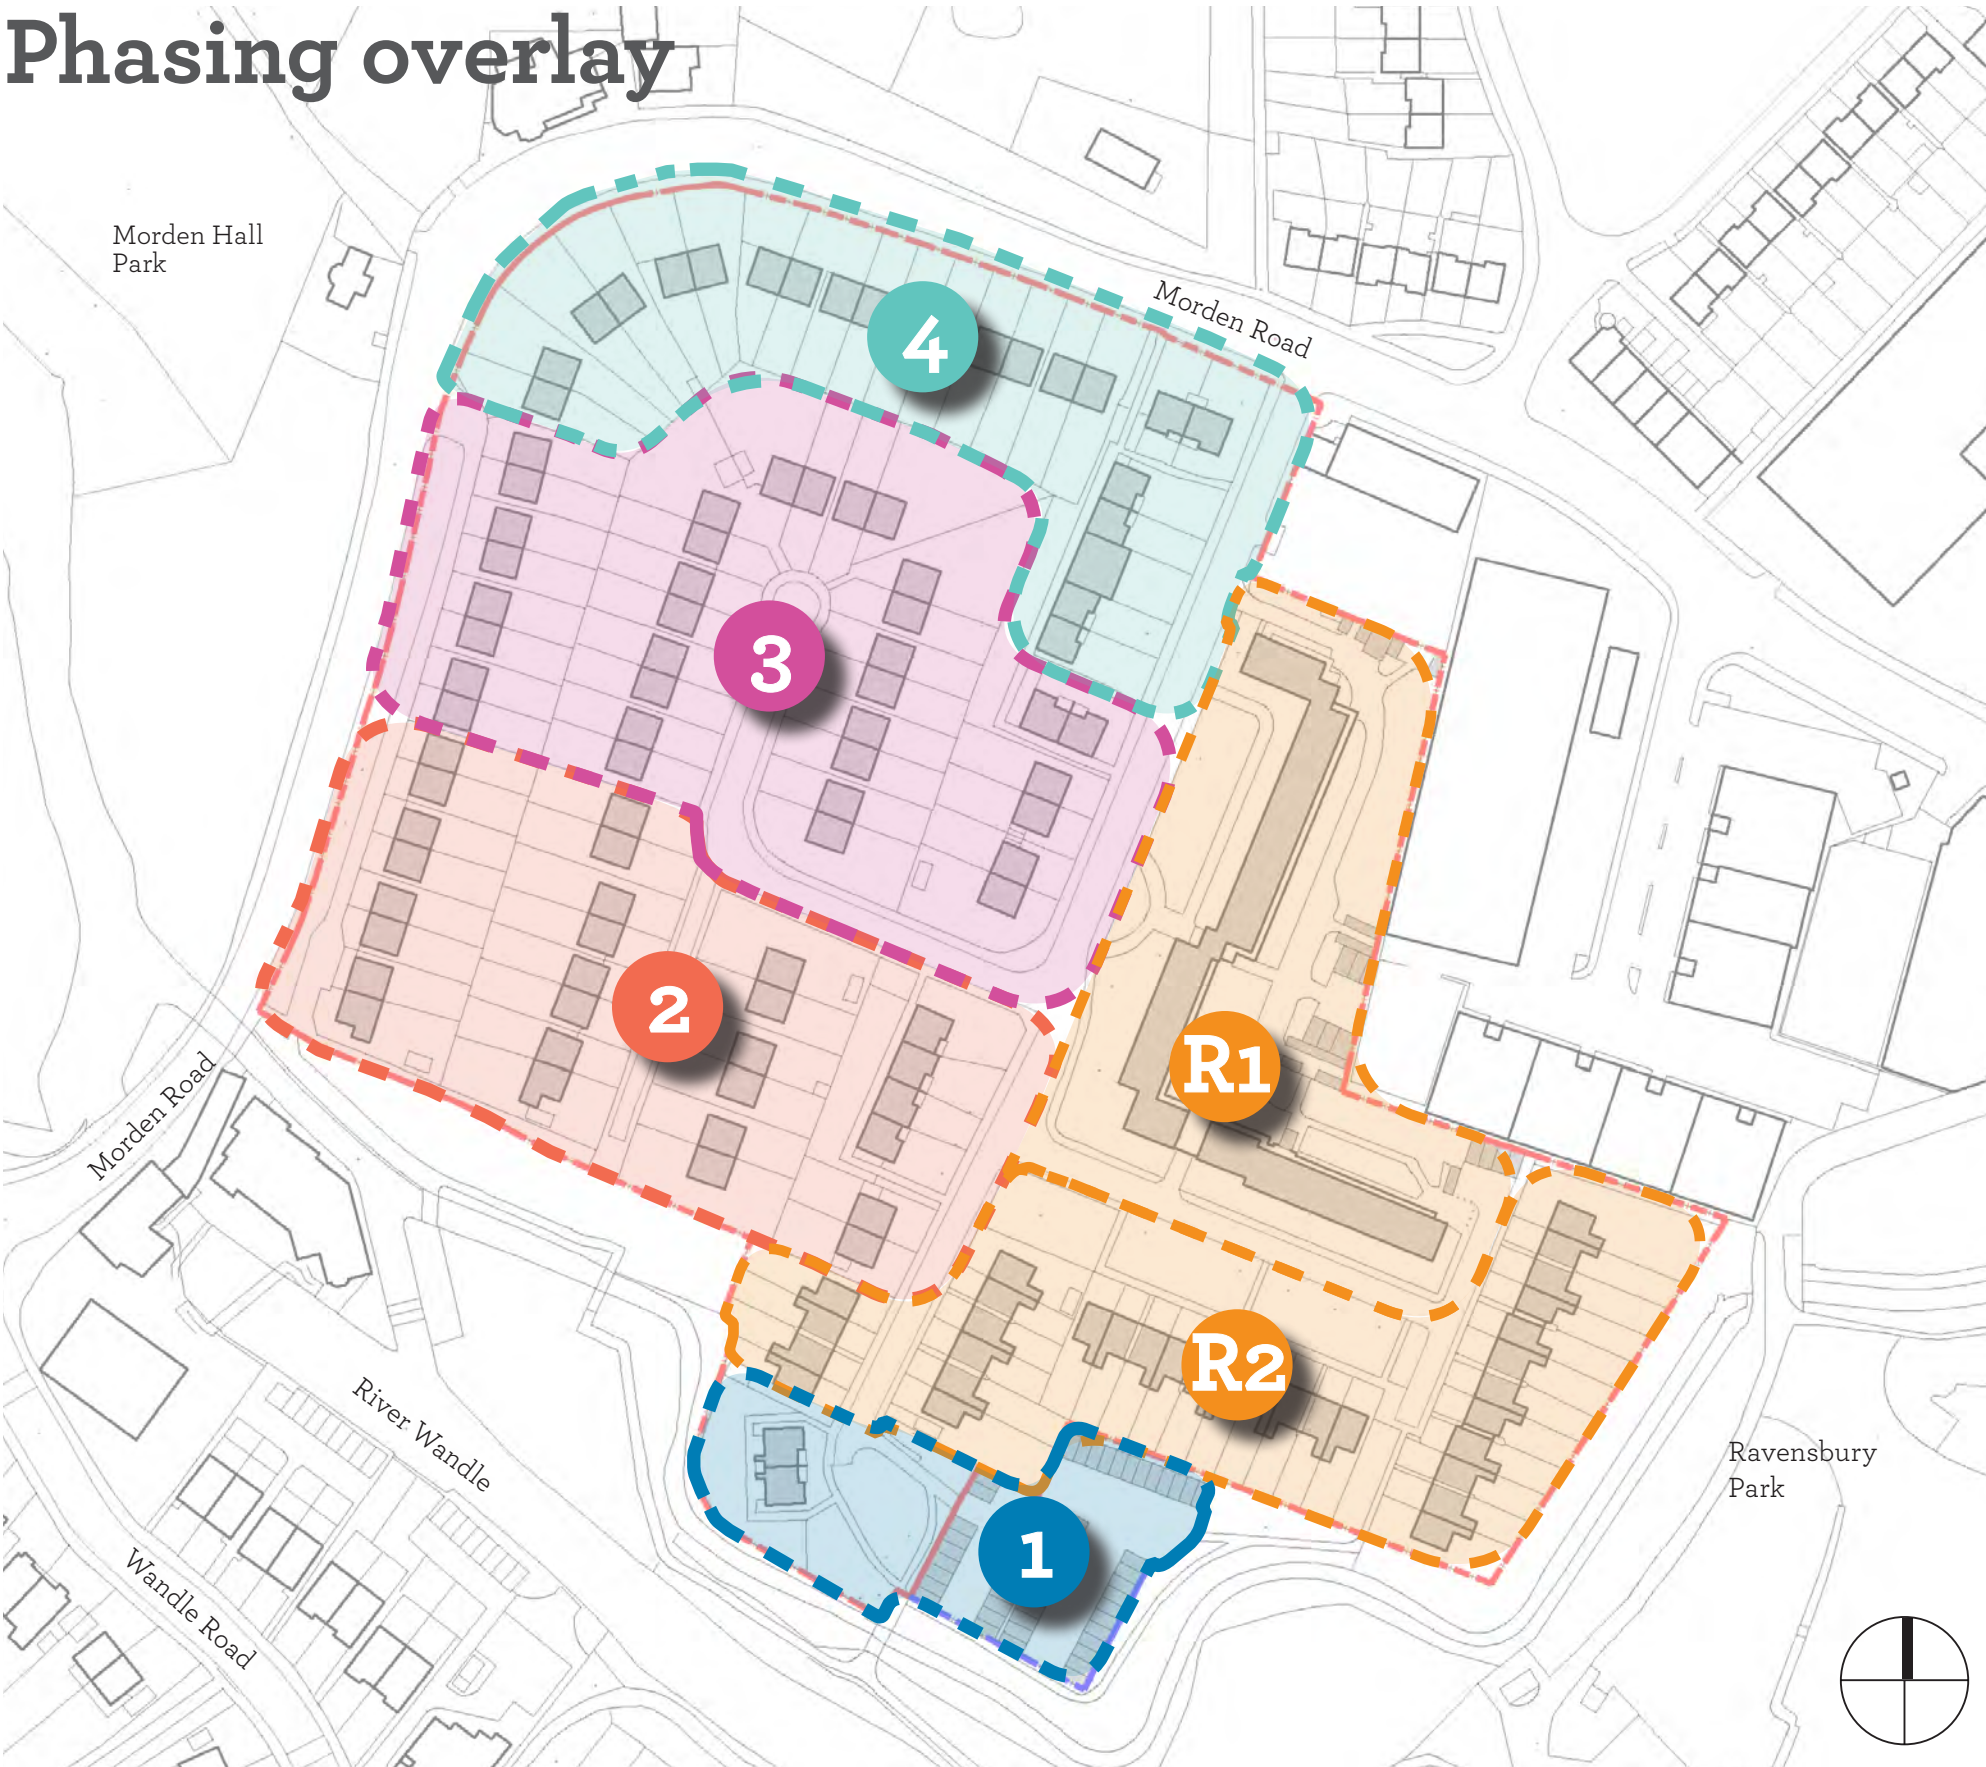 Phasing overlay
Morden Hall
Park
Morden Road
4
3
2
R1
Morden Road
R2
River Wandle
Ravensbury
Park
1
Wandle Road